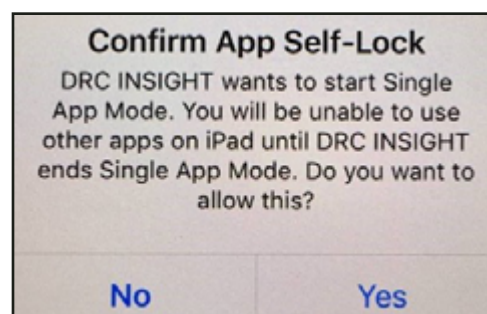 Confirm App Self-Lock
DRC INSIGHT wants to start Single
App Mode. You will be unable to use
other apps on iPad until DRC INSIGHT
ends Single App Mode. Do you want to
allow this?
No Yes